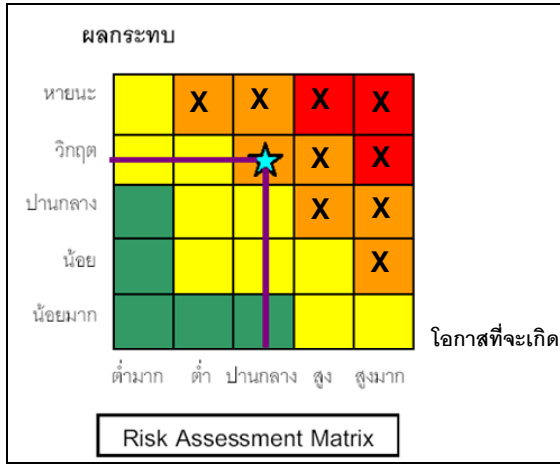 ผลกระทบ
หายนะ
X X X X
วิกฤต
X X
ปานกลาง
X X
น้อย
X
น้อยมาก
โอกาสที่จะเกิด
ต่ำมาก ต่ำ ปานกลาง สูง สูงมาก
Risk Assessment Matrix